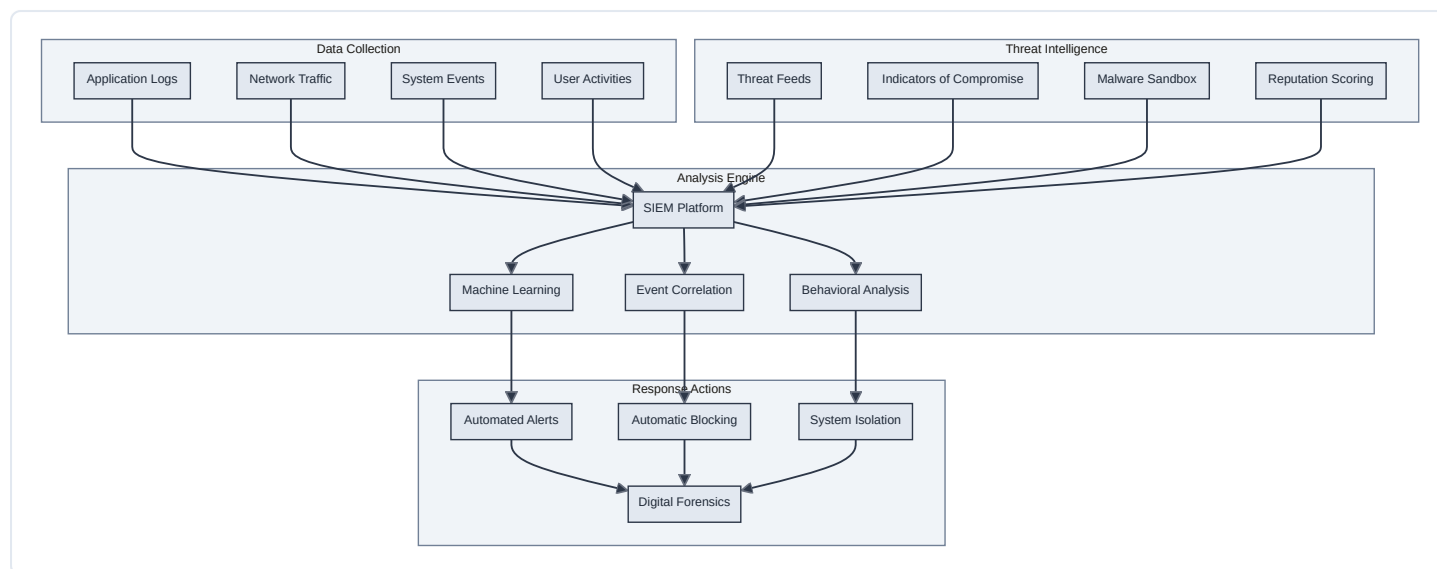 Data Collection
Threat Intelligence
Application Logs
Network Traffic
System Events
User Activities
Threat Feeds
Indicators of Compromise
Malware Sandbox
Reputation Scoring
Analysis Engine
SIEM Platform
Machine Learning
Event Correlation
Behavioral Analysis
Response Actions
Automated Alerts
Automatic Blocking
System Isolation
Digital Forensics